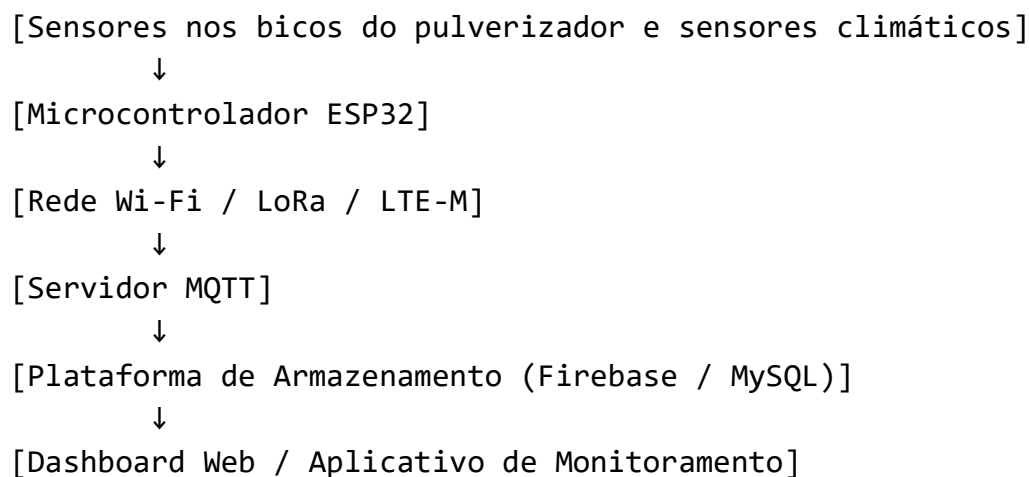 [Sensores nos bicos do pulverizador e sensores climáticos]
↓
[Microcontrolador ESP32]
↓
[Rede Wi-Fi / LoRa / LTE-M]
↓
[Servidor MQTT]
↓
[Plataforma de Armazenamento (Firebase / MySQL)]
↓
[Dashboard Web / Aplicativo de Monitoramento]